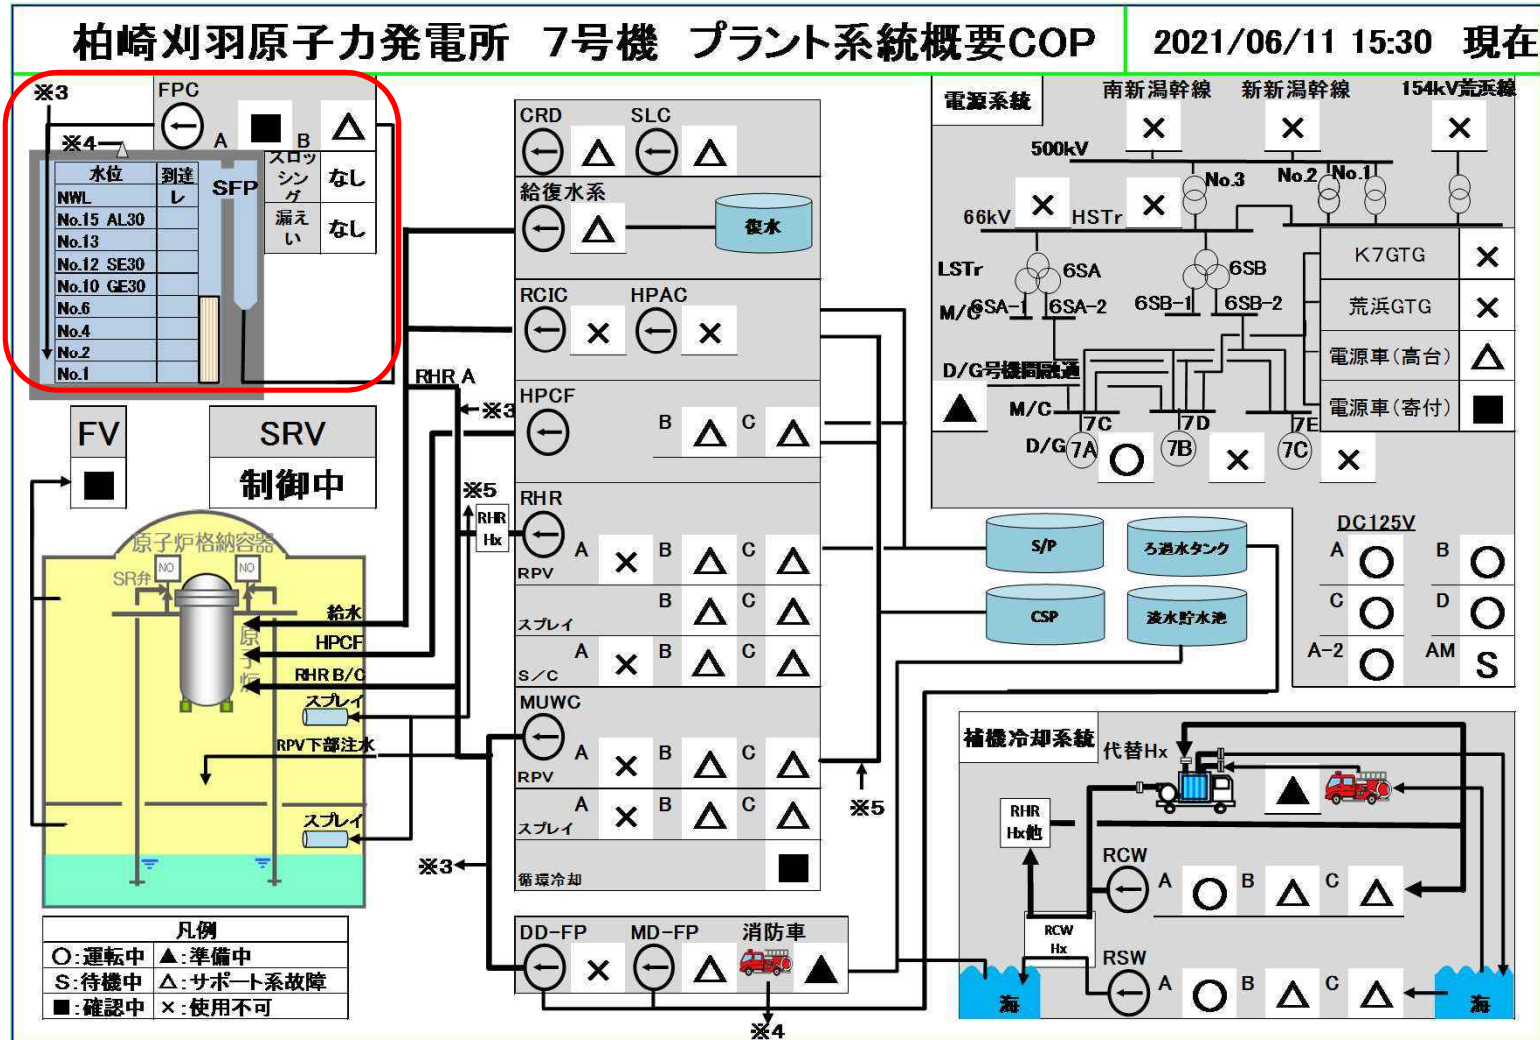 柏崎刈羽原子力発電所 7号機 プラント系統概要COP
2021/06/11 15:30 現在
※3
FPC
A ■ B △
※4
水位 到達
NWL レ
No.15 AL30
No.13
No.12 SE30
No.10 GE30
No.6
No.4
No.2
No.1
SFP
スロッシング なし
漏えい なし
FV
■
SRV
制御中
原子炉格納容器
SR弁
NO
NO
原子炉
給水
HPCF
RHR B/C
スプレイ
RPV下部注水
スプレイ
凡例
○:運転中 ▲:準備中
S:待機中 △:サポート系故障
■:確認中 ×:使用不可
CRD △ SLC △
給復水系
△
復水
RCIC × HPAC ×
RHR A
※3
HPCF
B △ C △
※5
RHR Hx
RHR
A × B △ C △
RPV
B △ C △
スプレイ
A × B △ C △
S/C
MUWC
A × B △ C △
RPV
※5
A × B △ C △
スプレイ
※3
循環冷却 ■
DD-FP × MD-FP △ 消防車 ▲
※4
電源系統
南新潟幹線 新新潟幹線 154kV荒浜線
× × ×
500kV
No.3 No.2 No.1
66kV × HSTr ×
LSTr
6SA 6SB
M/C 6SA-1 6SA-2 6SB-1 6SB-2
K7GTG ×
荒浜GTG ×
電源車(高台) △
電源車(寄付) ■
D/G号機間融通
▲
M/C
7C 7D 7E
D/G 7A ○ 7B × 7C ×
DC125V
A ○ B ○
C ○ D ○
A-2 ○ AM S
S/P
ろ過水タンク
CSP
淡水貯水池
補機冷却系統
代替Hx
▲
RHR Hx他
RCW
A ○ B △ C △
RCW Hx
RSW
A ○ B △ C △
海
海